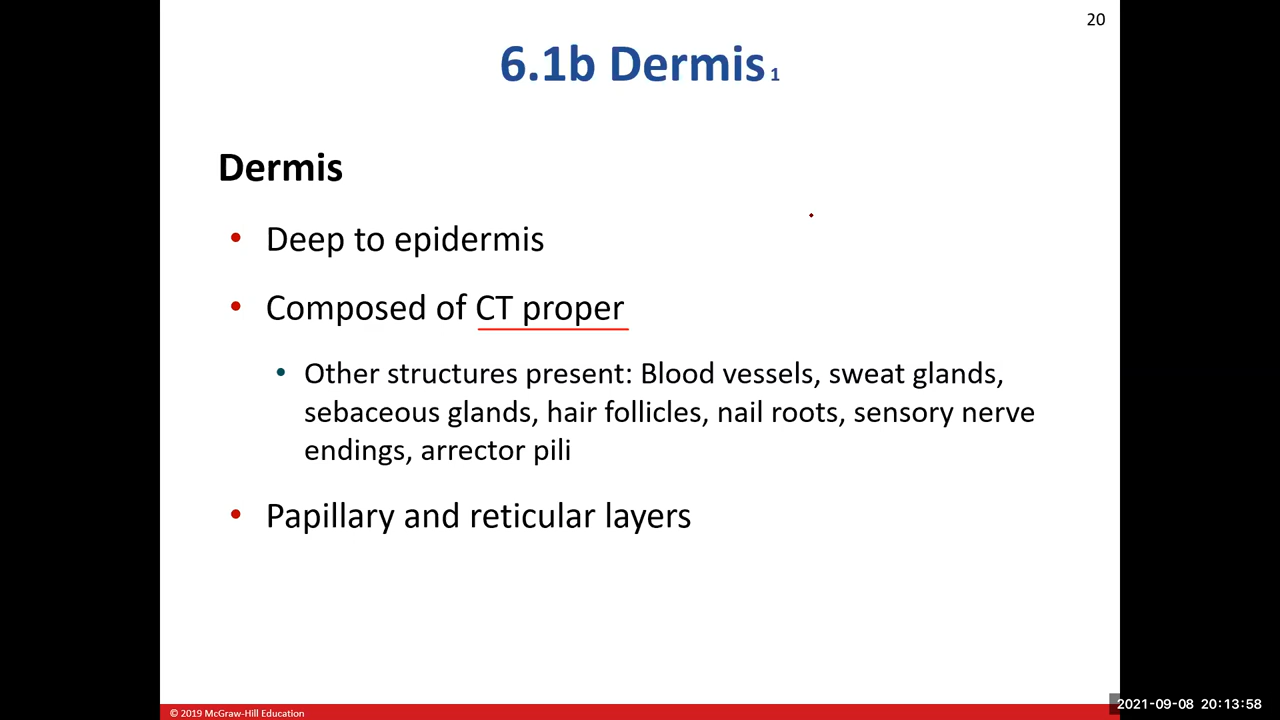 20
6.1b Dermis 1
Dermis
• Deep to epidermis
• Composed of CT proper
• Other structures present: Blood vessels, sweat glands,
sebaceous glands, hair follicles, nail roots, sensory nerve
endings, arrector pili
• Papillary and reticular layers
© 2019 McGraw-Hill Education
2021-09-08 20:13:58